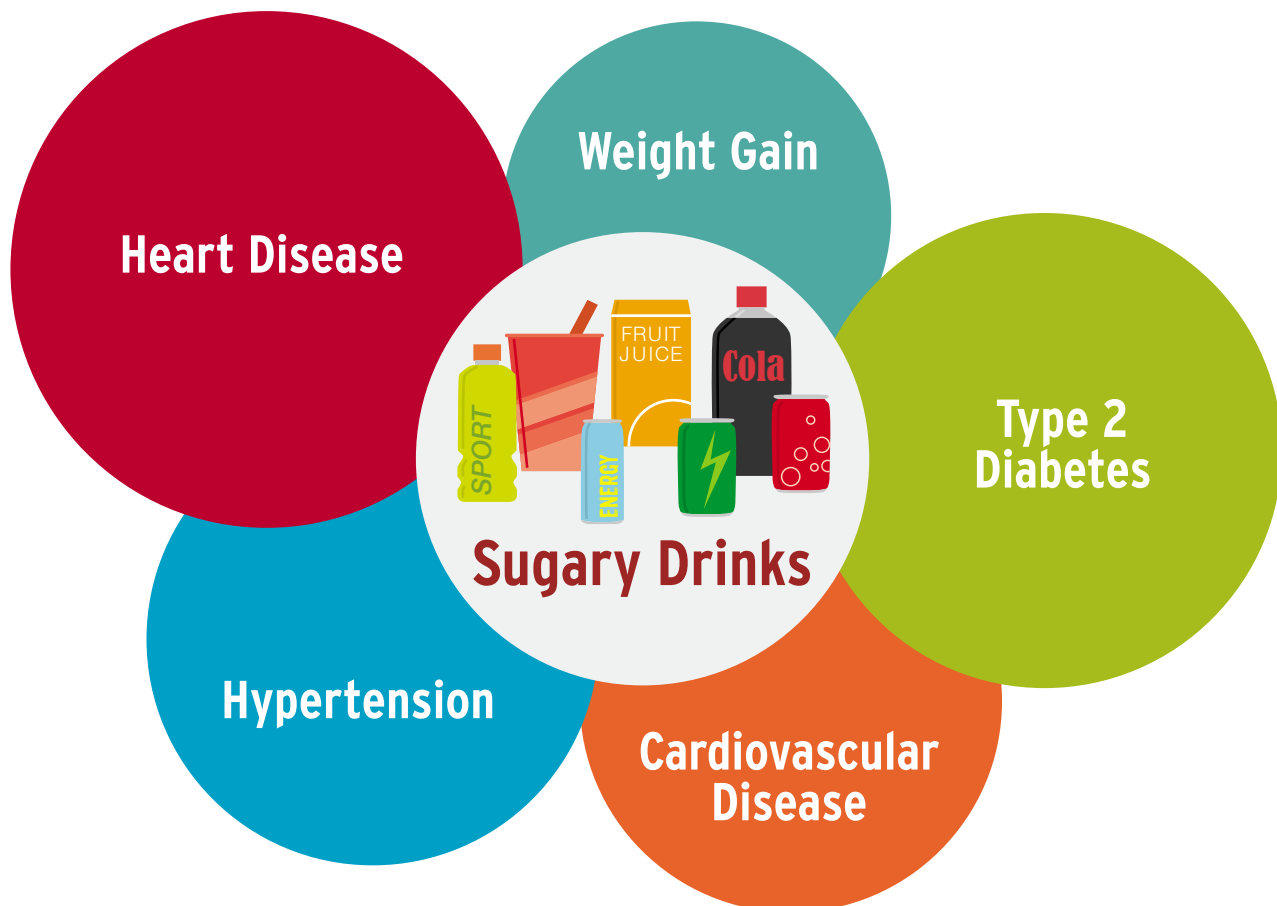 Weight Gain
Heart Disease
FRUIT
JUICE
Cola
SPORT
ENERGY
Type 2
Diabetes
Sugary Drinks
Hypertension
Cardiovascular
Disease